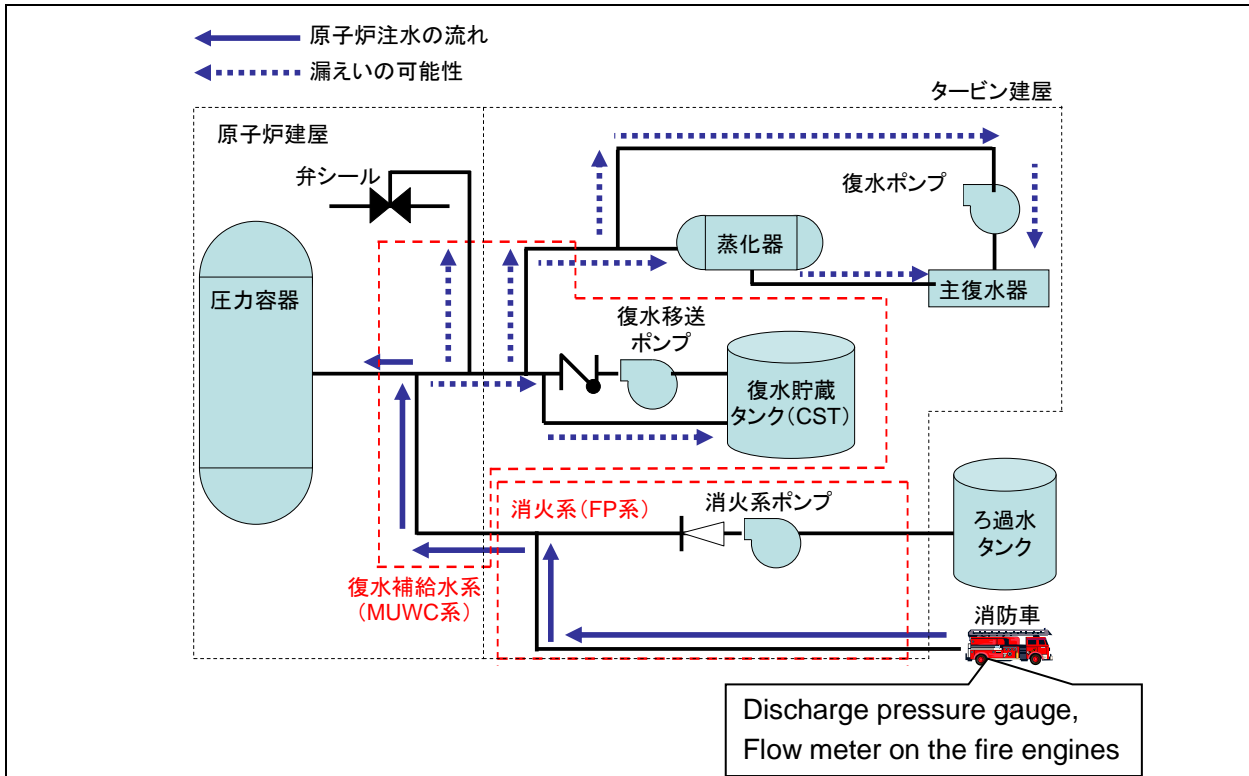 原子炉注水の流れ
漏えいの可能性
タービン建屋
原子炉建屋
弁シール
復水ポンプ
蒸化器
主復水器
圧力容器
復水移送
ポンプ
復水貯蔵
タンク(CST)
消火系(FP系)
消火系ポンプ
ろ過水
タンク
復水補給水系
(MUWC系)
消防車
Discharge pressure gauge,
Flow meter on the fire engines